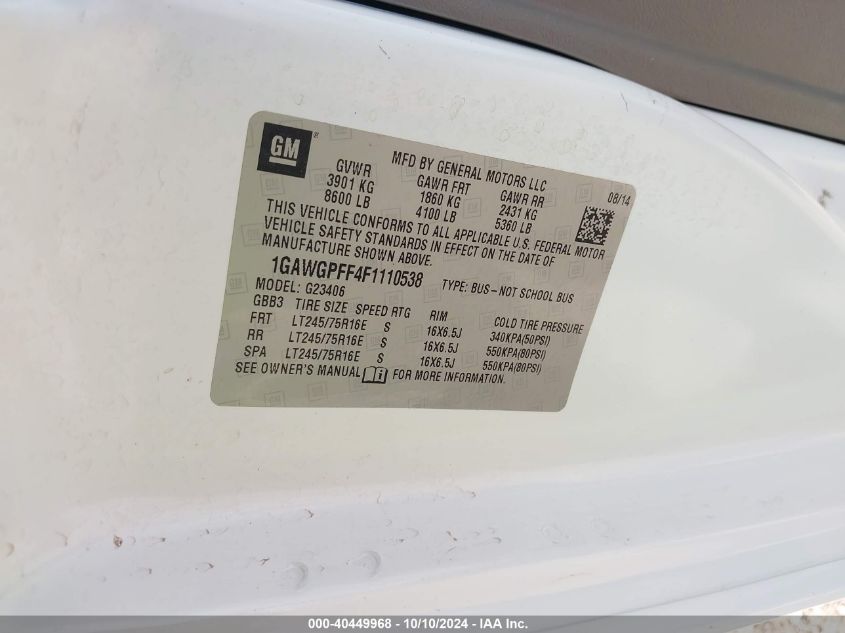 GM ®
MFD BY GENERAL MOTORS LLC
08/14
GVWR GAWR FRT GAWR RR
3901 KG 1860 KG 2431 KG
8600 LB 4100 LB 5360 LB
THIS VEHICLE CONFORMS TO ALL APPLICABLE U.S. FEDERAL MOTOR
VEHICLE SAFETY STANDARDS IN EFFECT ON THE DATE OF
MANUFACTURE SHOWN ABOVE.
1GAWGPFF4F1110538 TYPE: BUS–NOT SCHOOL BUS
MODEL: G23406
GBB3 TIRE SIZE SPEED RTG RIM COLD TIRE PRESSURE
FRT LT245/75R16E S 16X6.5J 340KPA(50PSI)
RR LT245/75R16E S 16X6.5J 550KPA(80PSI)
SPA LT245/75R16E S 16X6.5J 550KPA(80PSI)
SEE OWNER'S MANUAL FOR MORE INFORMATION.
000-40449968 - 10/10/2024 - IAA Inc.